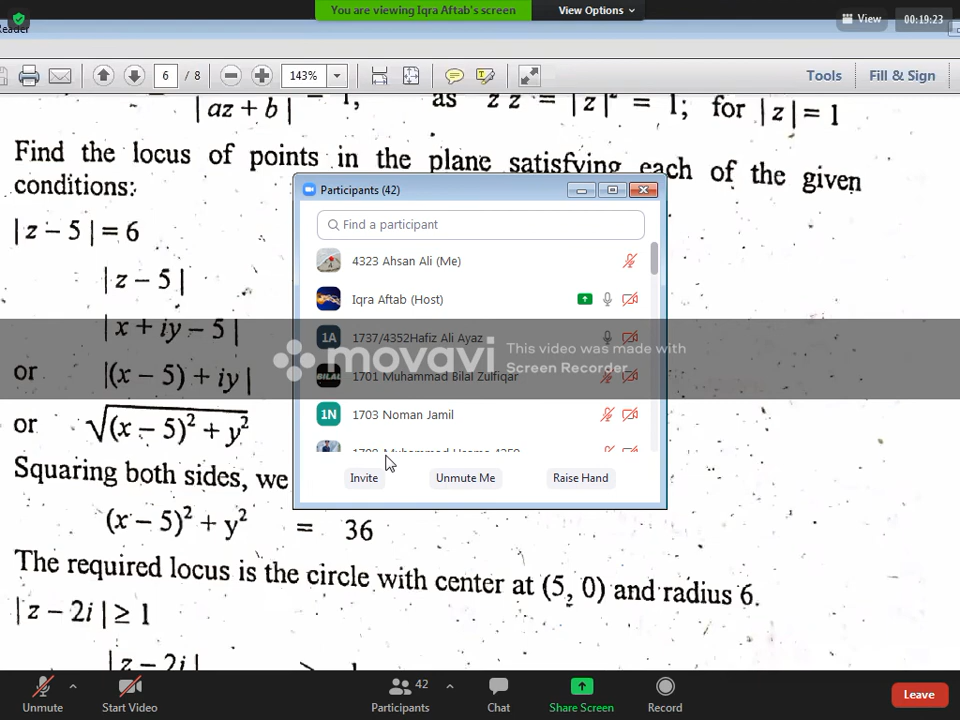 You are viewing Iqra Aftab's screen
View Options
View
00:19:23
Reader
6 / 8
143%
Tools
Fill & Sign
| az + b | = 1, as z z = | z |² = 1; for | z | = 1
Find the locus of points in the plane satisfying each of the given
conditions:
| z − 5 | = 6
| z − 5 |
| x + iy − 5 |
or |(x − 5) + iy |
or √(x − 5)² + y²
Squaring both sides, we
(x − 5)² + y² = 36
The required locus is the circle with center at (5, 0) and radius 6.
| z − 2i | ≥ 1
| z − 2i |
Participants (42)
Find a participant
4323 Ahsan Ali (Me)
Iqra Aftab (Host)
1A 1737/4352Hafiz Ali Ayaz
BILAL 1701 Muhammad Bilal Zulfiqar
1N 1703 Noman Jamil
Invite
Unmute Me
Raise Hand
movavi
This video was made with
Screen Recorder
Unmute
Start Video
42
Participants
Chat
Share Screen
Record
Leave